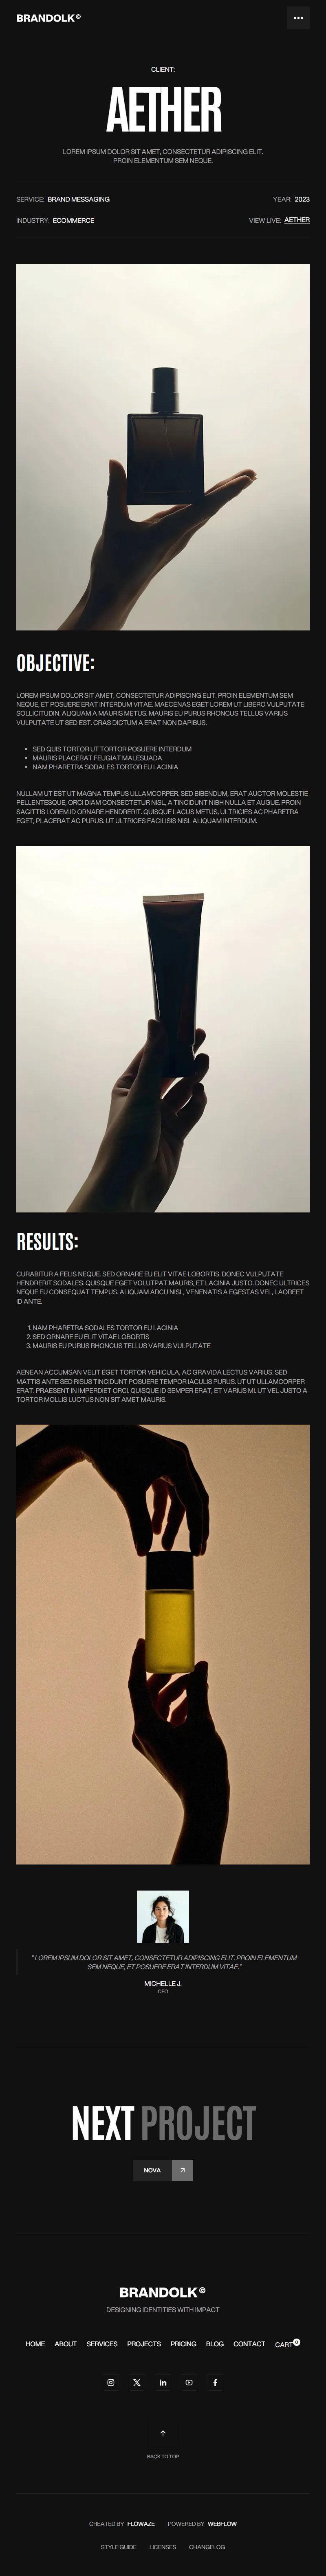 BRANDOLK©
CLIENT:
AETHER
LOREM IPSUM DOLOR SIT AMET, CONSECTETUR ADIPISCING ELIT.
PROIN ELEMENTUM SEM NEQUE.
SERVICE: BRAND MESSAGING
YEAR: 2023
INDUSTRY: ECOMMERCE
VIEW LIVE: AETHER
OBJECTIVE:
LOREM IPSUM DOLOR SIT AMET, CONSECTETUR ADIPISCING ELIT. PROIN ELEMENTUM SEM
NEQUE, ET POSUERE ERAT INTERDUM VITAE. MAECENAS EGET LOREM UT LIBERO VULPUTATE
SOLLICITUDIN. ALIQUAM A MAURIS METUS. MAURIS EU PURUS RHONCUS TELLUS VARIUS
VULPUTATE UT SED EST. CRAS DICTUM A ERAT NON DAPIBUS.
• SED QUIS TORTOR UT TORTOR POSUERE INTERDUM
• MAURIS PLACERAT FEUGIAT MALESUADA
• NAM PHARETRA SODALES TORTOR EU LACINIA
NULLAM UT EST UT MAGNA TEMPUS ULLAMCORPER. SED BIBENDUM, ERAT AUCTOR MOLESTIE
PELLENTESQUE, ORCI DIAM CONSECTETUR NISL, A TINCIDUNT NIBH NULLA ET AUGUE. PROIN
SAGITTIS LOREM ID ORNARE HENDRERIT. QUISQUE LACUS METUS, ULTRICIES AC PHARETRA
EGET, PLACERAT AC PURUS. UT ULTRICES FACILISIS NISL ALIQUAM INTERDUM.
RESULTS:
CURABITUR A FELIS NEQUE. SED ORNARE EU ELIT VITAE LOBORTIS. DONEC VULPUTATE
HENDRERIT SODALES. QUISQUE EGET VOLUTPAT MAURIS, ET LACINIA JUSTO. DONEC ULTRICES
NEQUE EU CONSEQUAT TEMPUS. ALIQUAM ARCU NISL, VENENATIS A EGESTAS VEL, LAOREET
ID ANTE.
1. NAM PHARETRA SODALES TORTOR EU LACINIA
2. SED ORNARE EU ELIT VITAE LOBORTIS
3. MAURIS EU PURUS RHONCUS TELLUS VARIUS VULPUTATE
AENEAN ACCUMSAN VELIT EGET TORTOR VEHICULA, AC GRAVIDA LECTUS VARIUS. SED
MATTIS ANTE SED RISUS TINCIDUNT POSUERE TEMPOR IACULIS PURUS. UT UT ULLAMCORPER
ERAT. PRAESENT IN IMPERDIET ORCI. QUISQUE ID SEMPER ERAT, ET VARIUS MI. UT VEL JUSTO A
TORTOR MOLLIS LUCTUS NON SIT AMET MAURIS.
"LOREM IPSUM DOLOR SIT AMET, CONSECTETUR ADIPISCING ELIT. PROIN ELEMENTUM
SEM NEQUE, ET POSUERE ERAT INTERDUM VITAE."
MICHELLE J.
CEO
NEXT PROJECT
NOVA
BRANDOLK©
DESIGNING IDENTITIES WITH IMPACT
HOME ABOUT SERVICES PROJECTS PRICING BLOG CONTACT CART 0
BACK TO TOP
CREATED BY FLOWAZE POWERED BY WEBFLOW
STYLE GUIDE LICENSES CHANGELOG